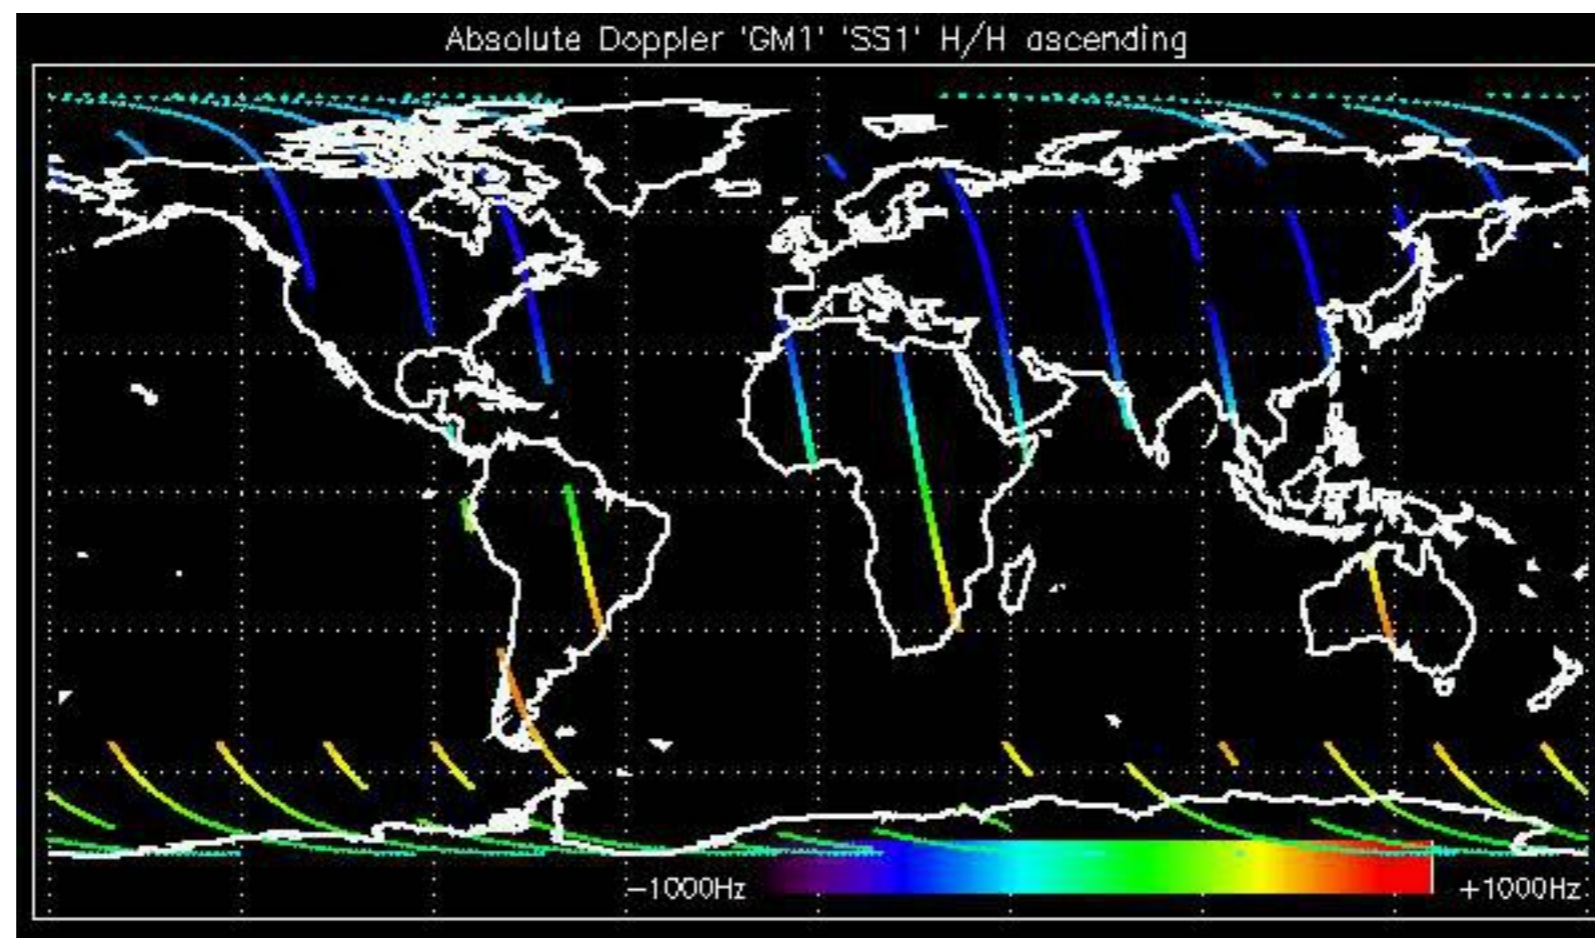 Absolute Doppler 'GM1' 'SS1' H/H ascending
−1000Hz
+1000Hz